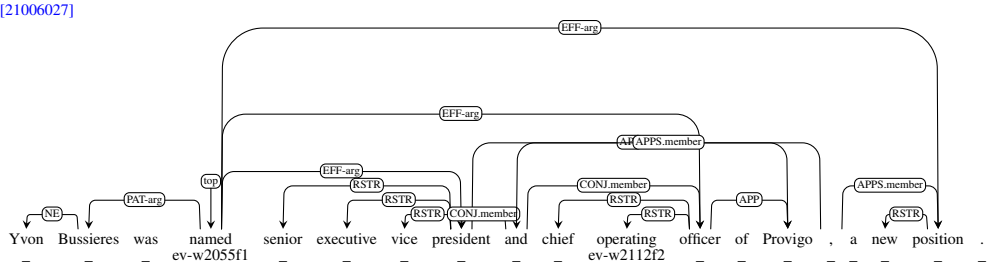 [21006027]
EFF-arg
EFF-arg
APPS.member
EFF-arg
top
RSTR
CONJ.member
APPS.member
PAT-arg
RSTR
RSTR
APP
NE
RSTR
CONJ.member
RSTR
RSTR
Yvon Bussieres was named senior executive vice president and chief operating officer of Provigo , a new position .
_ _ _ ev-w2055f1 _ _ _ _ _ _ ev-w2112f2 _ _ _ _ _ _ _ _